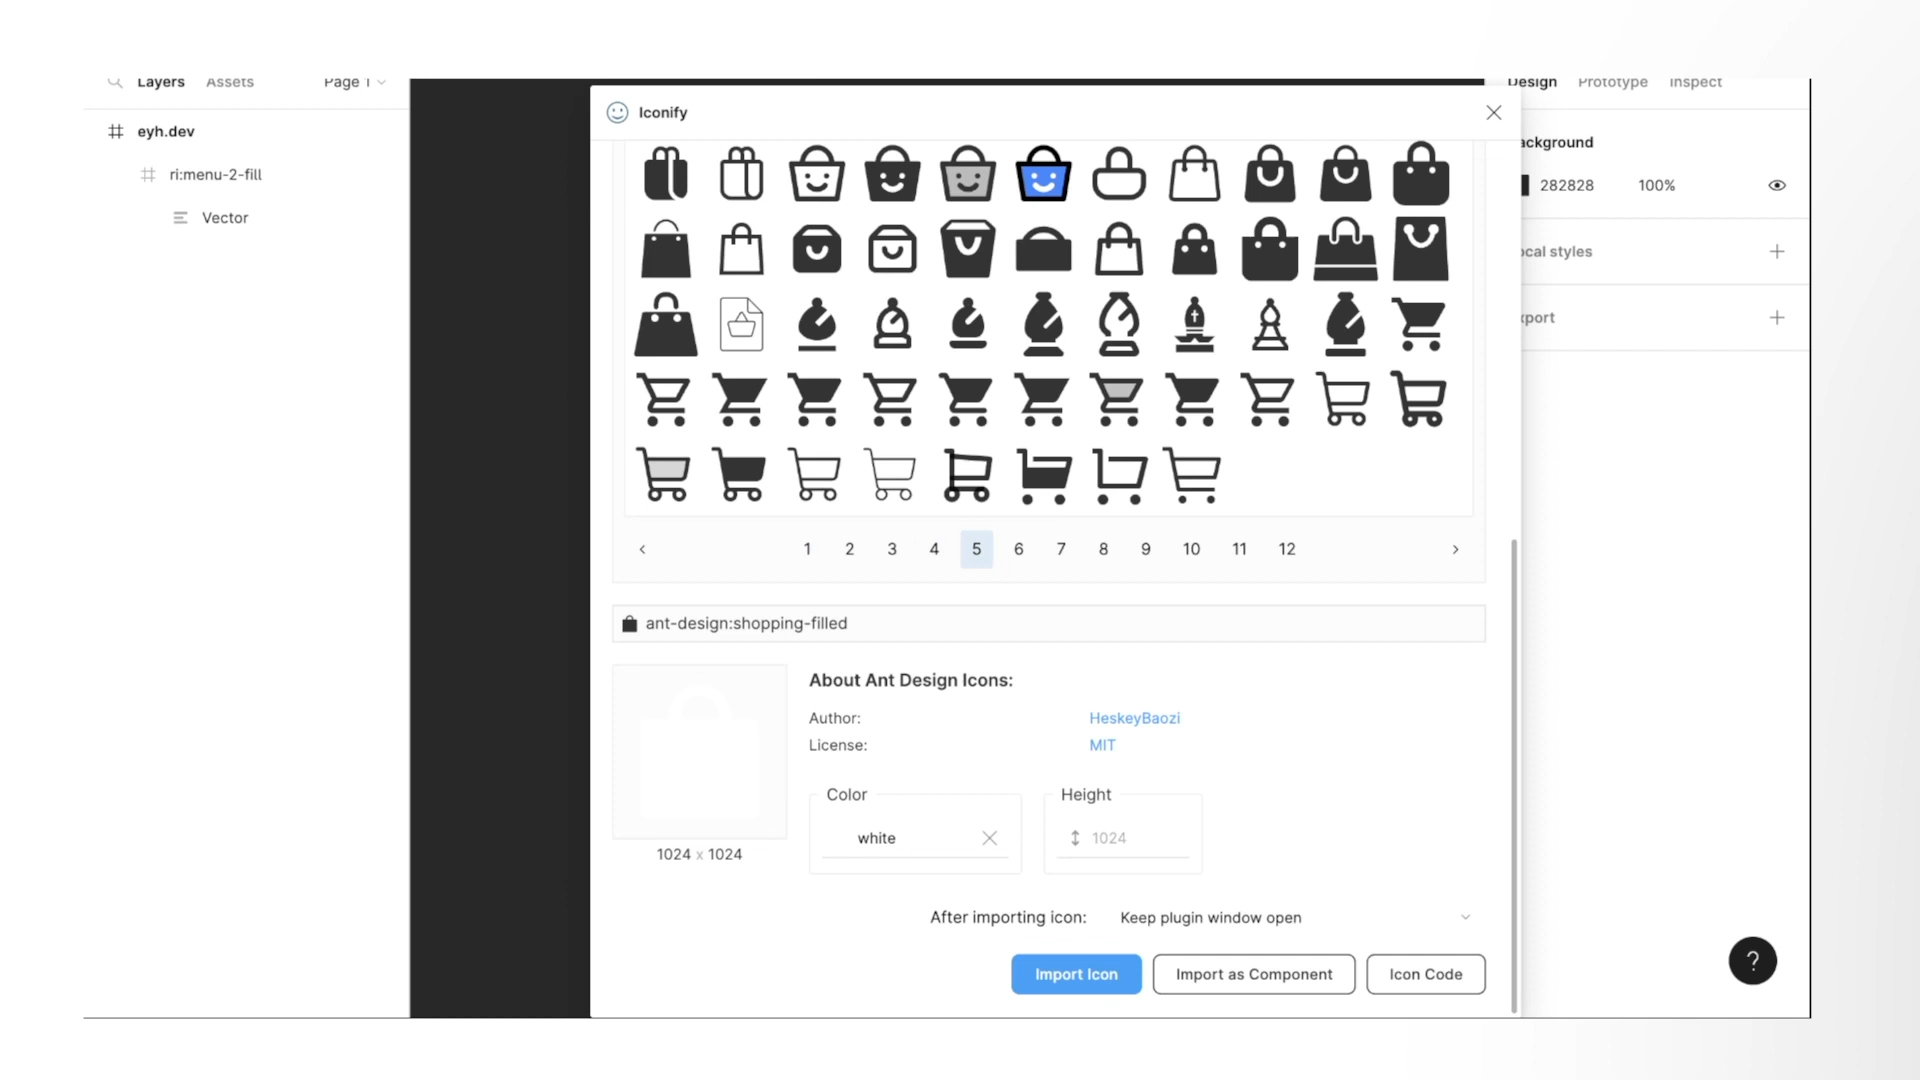 Layers Assets Page 1
eyh.dev
ri:menu-2-fill
Vector
Iconify
1 2 3 4 5 6 7 8 9 10 11 12
ant-design:shopping-filled
About Ant Design Icons:
Author: HeskeyBaozi
License: MIT
Color
white
Height
1024
1024 x 1024
After importing icon: Keep plugin window open
Import Icon
Import as Component
Icon Code
Design Prototype Inspect
ackground
282828 100%
ocal styles
xport
?